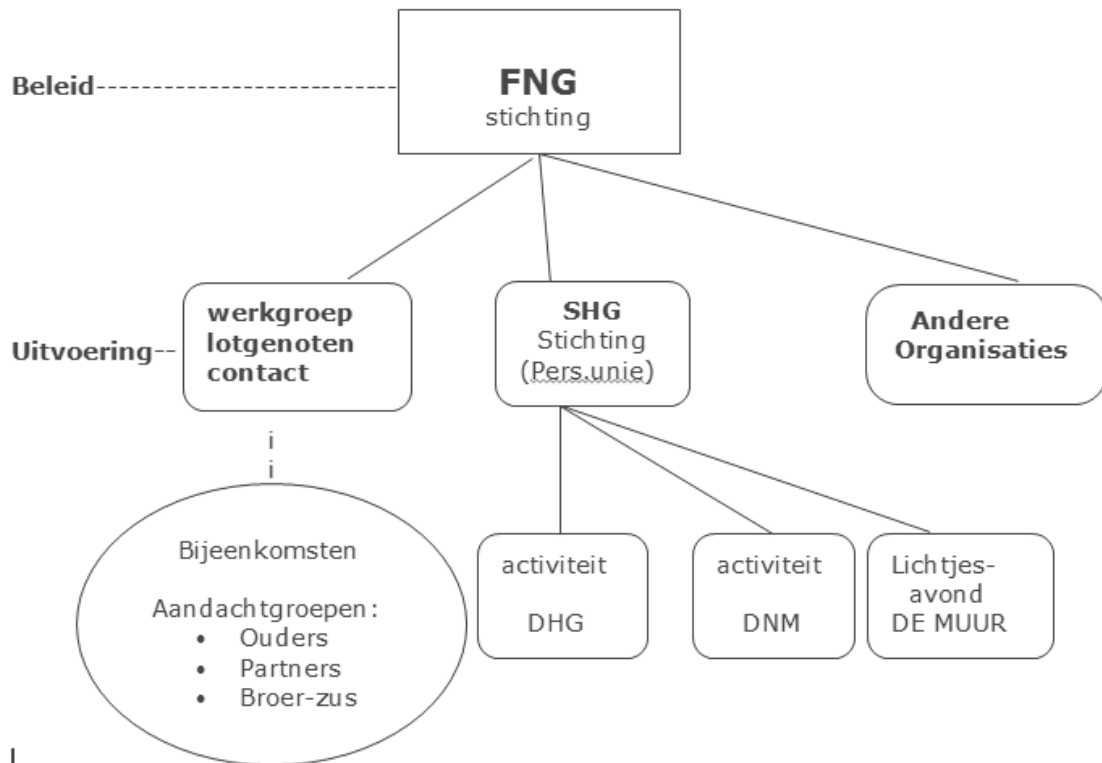 Beleid------------------------
FNG
stichting
Uitvoering--
werkgroep
lotgenoten
contact
SHG
Stichting
(Pers.unie)
Andere
Organisaties
i
i
Bijeenkomsten
Aandachtgroepen:
• Ouders
• Partners
• Broer-zus
activiteit
DHG
activiteit
DNM
Lichtjes-
avond
DE MUUR